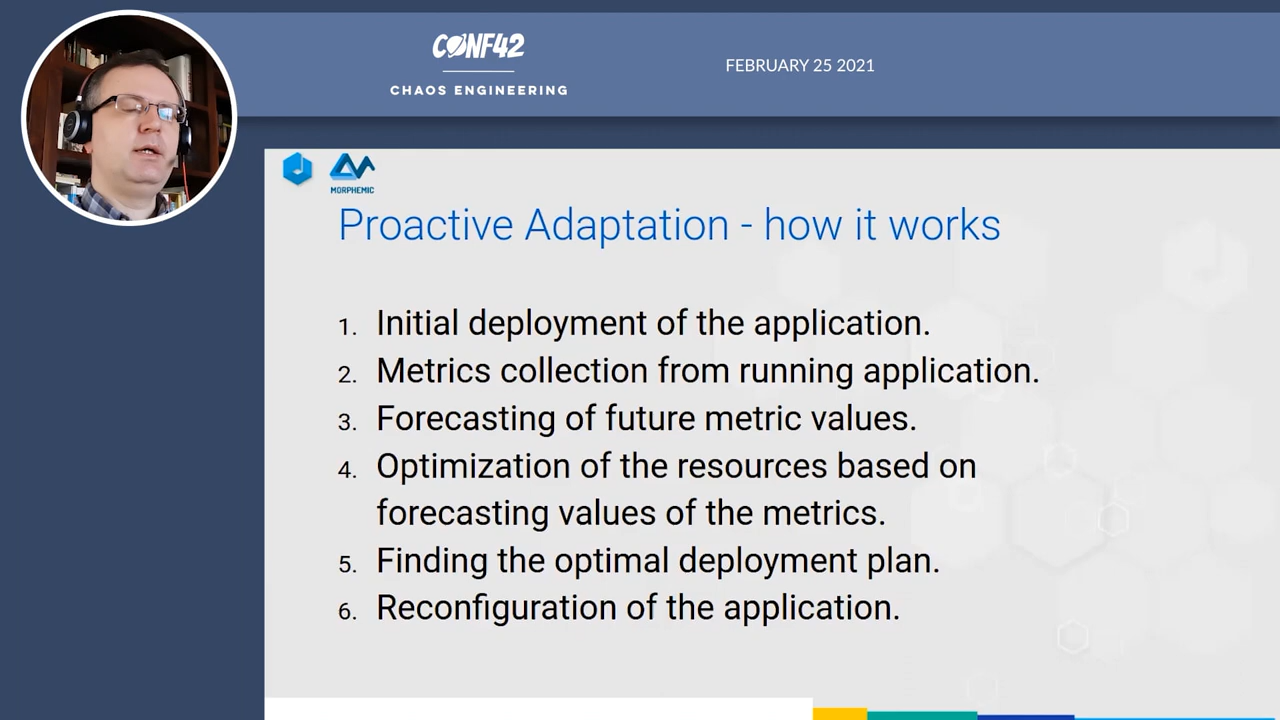 CONF42
CHAOS ENGINEERING
FEBRUARY 25 2021
MORPHEMIC
Proactive Adaptation - how it works
1. Initial deployment of the application.
2. Metrics collection from running application.
3. Forecasting of future metric values.
4. Optimization of the resources based on
forecasting values of the metrics.
5. Finding the optimal deployment plan.
6. Reconfiguration of the application.